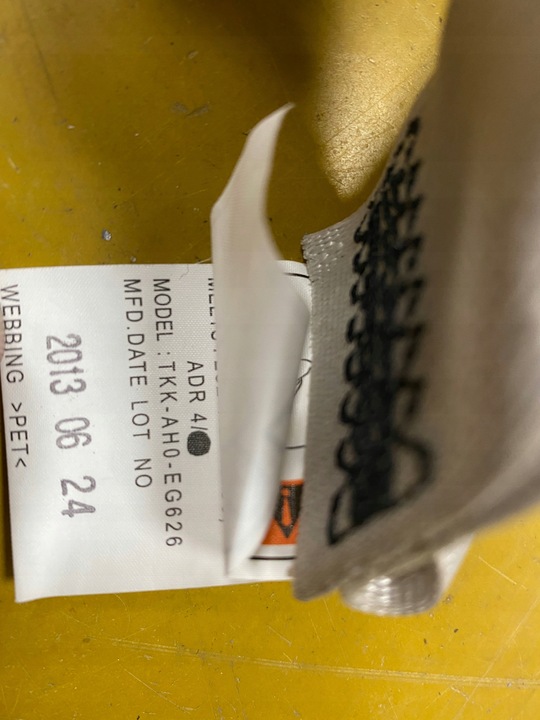 ADR 4/
MODEL : TKK-AH0-EG626
MFD.DATE LOT NO
2013 06 24
WEBBING >PET<